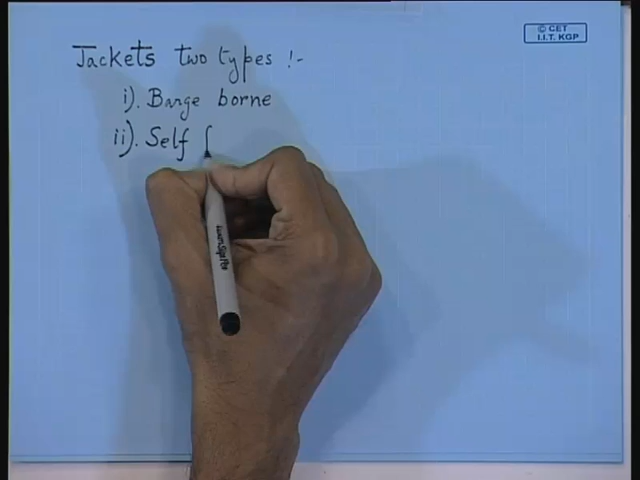 © CET
I.I.T. KGP
Jackets two types :-
i). Barge borne
ii). Self